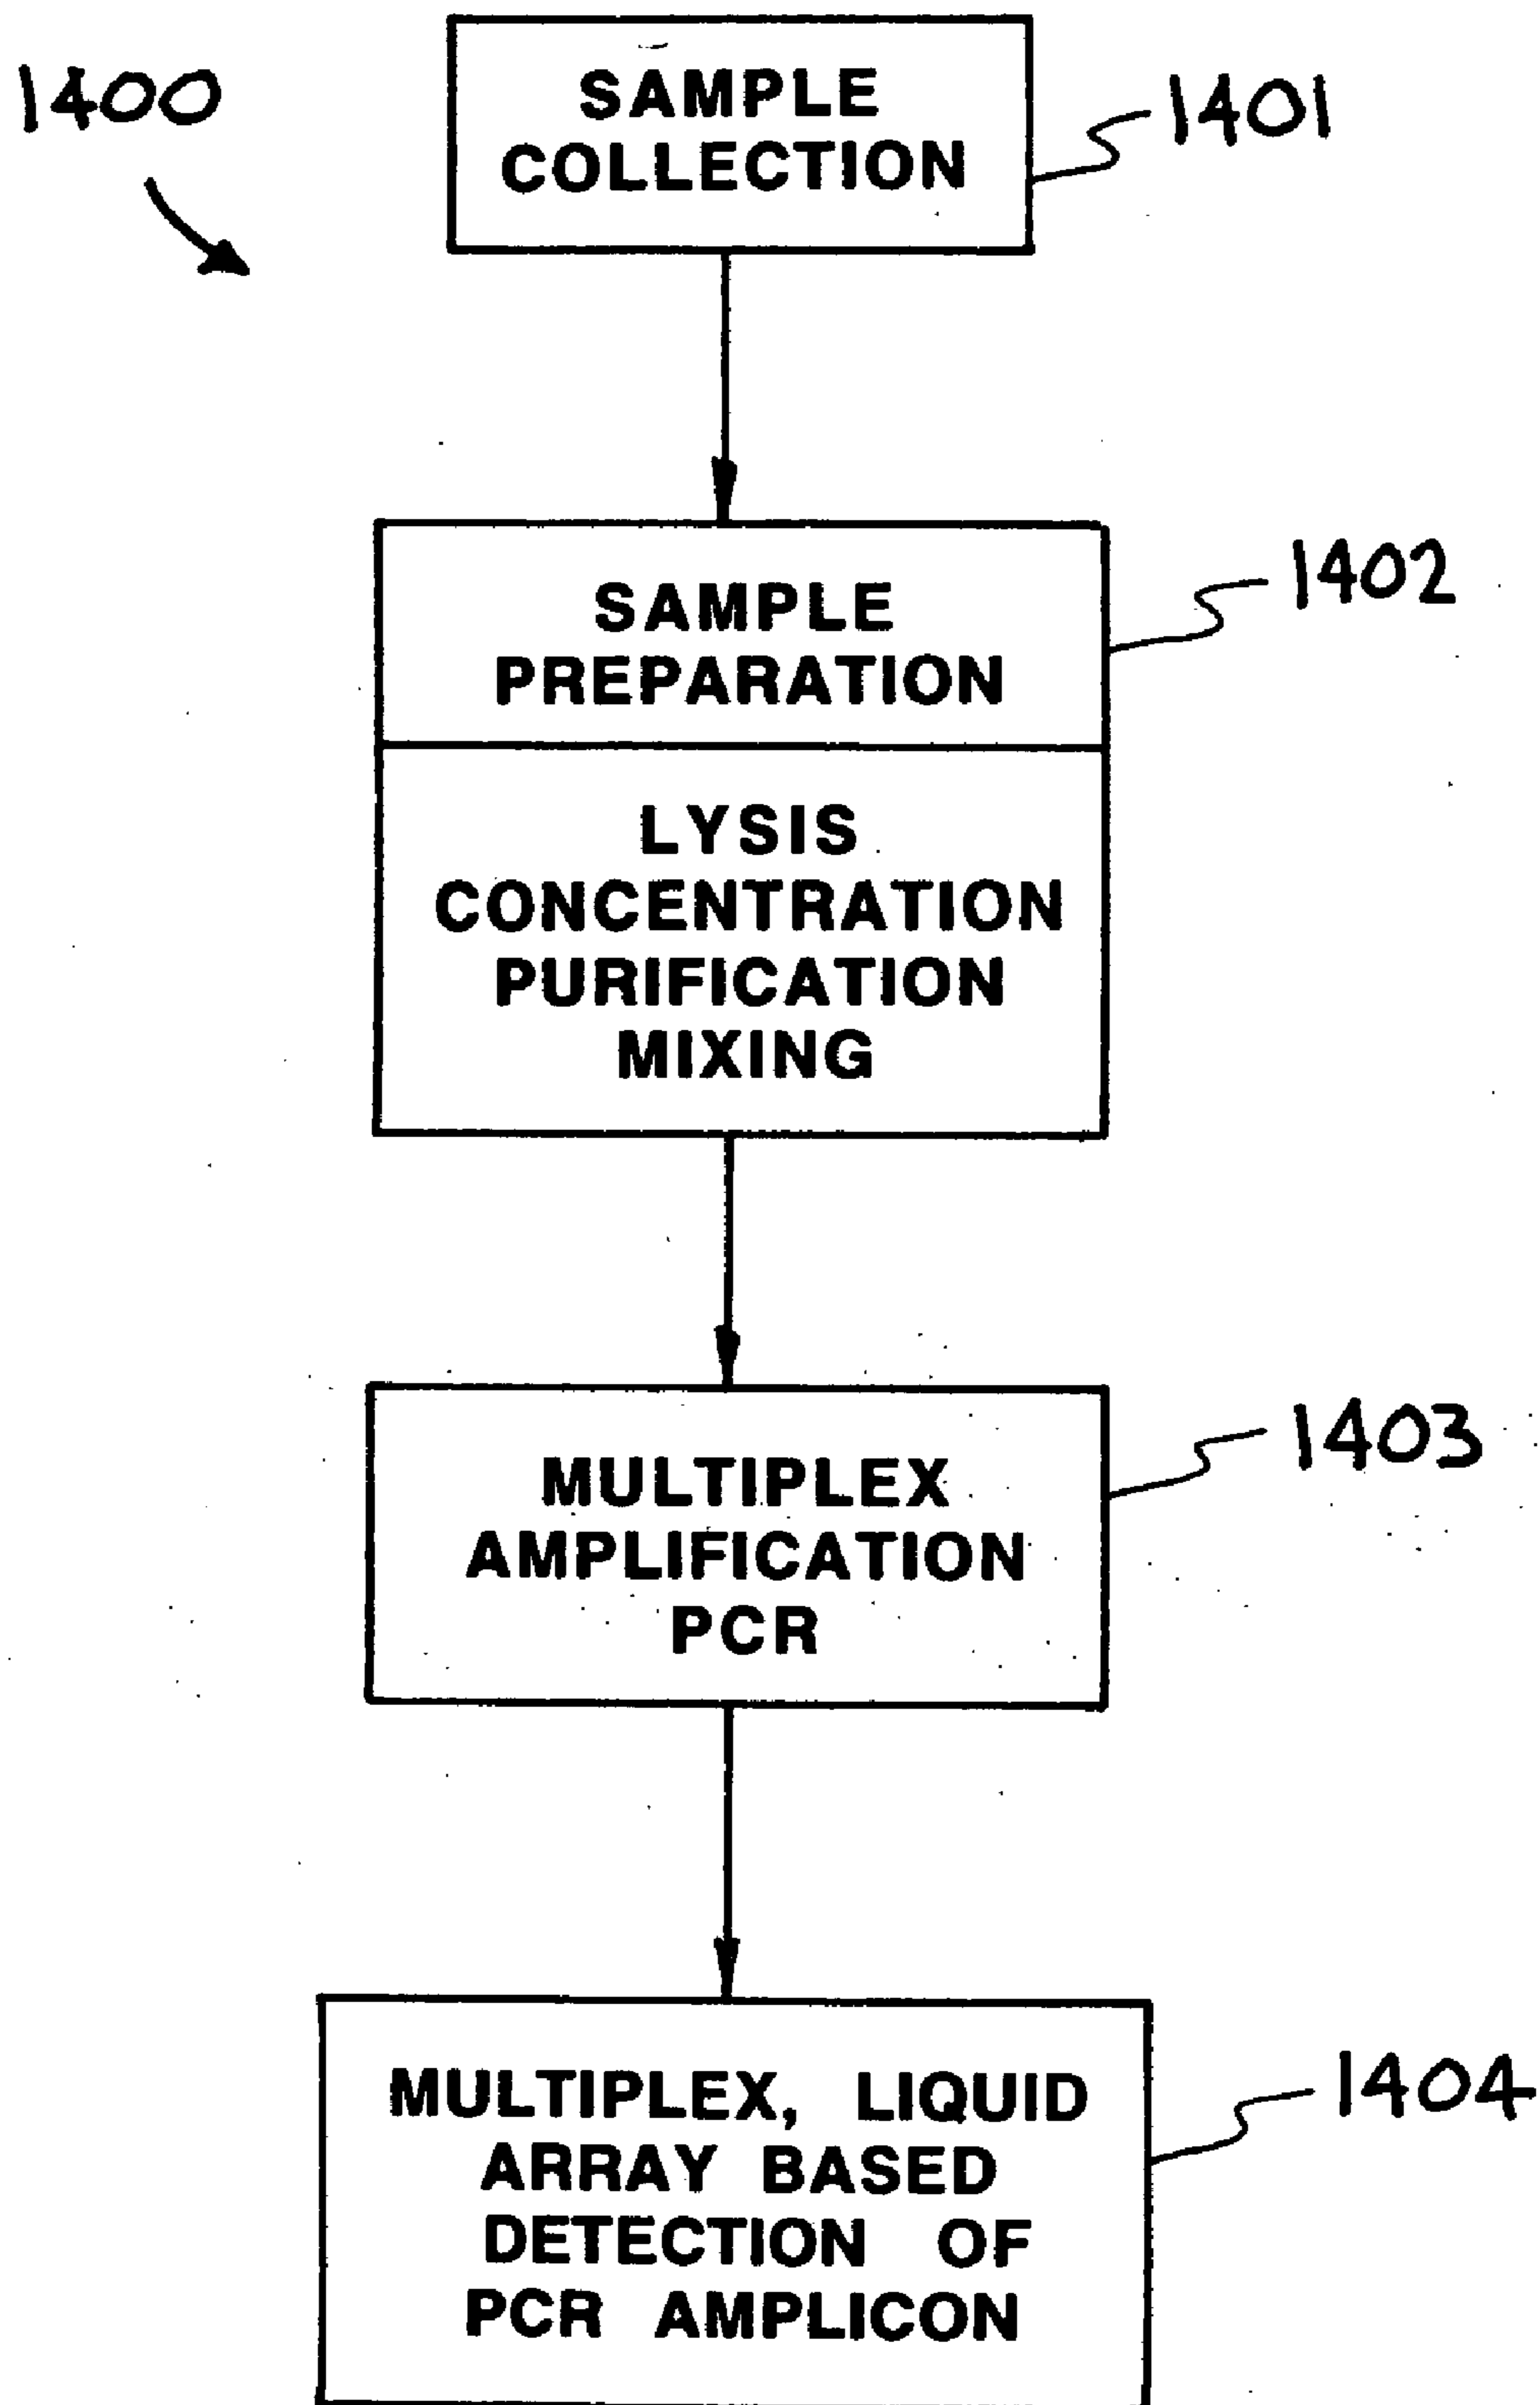 1400
SAMPLE
COLLECTION
1401
SAMPLE
PREPARATION
1402
LYSIS
CONCENTRATION
PURIFICATION
MIXING
MULTIPLEX
AMPLIFICATION
PCR
1403
MULTIPLEX, LIQUID
ARRAY BASED
DETECTION OF
PCR AMPLICON
1404